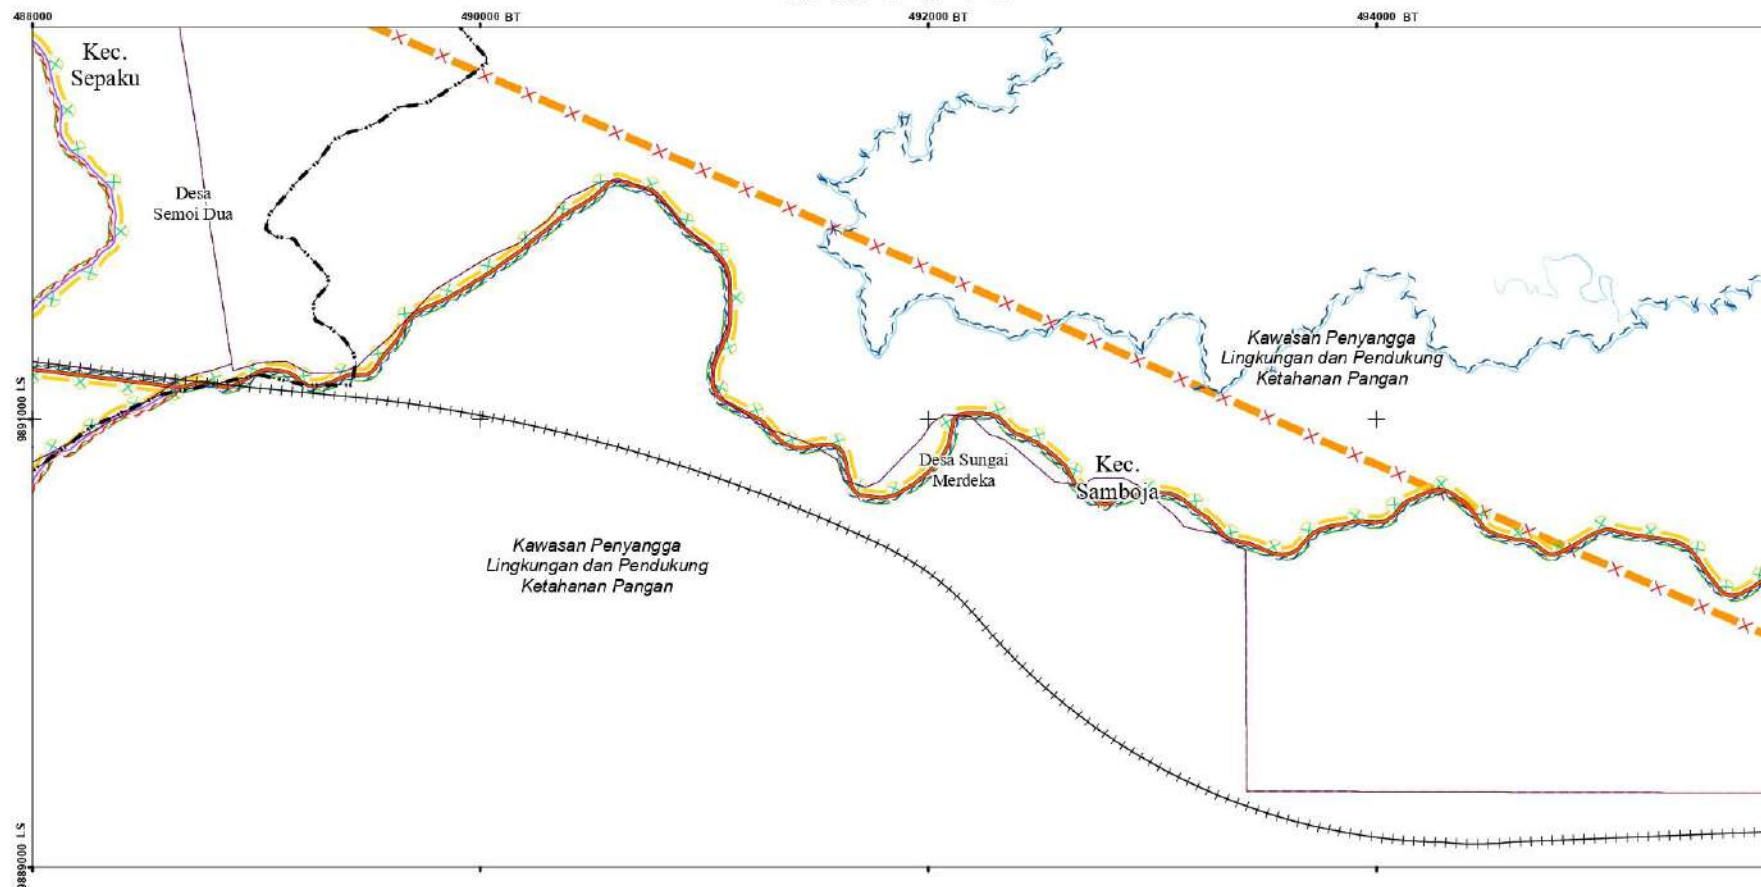 488000
490000 BT
492000 BT
494000 BT
Kec.
Sepaku
Desa
Semoi Dua
Kawasan Penyangga
Lingkungan dan Pendukung
Ketahanan Pangan
9891000 LS
Desa Sungai
Merdeka
Kec.
Samboja
Kawasan Penyangga
Lingkungan dan Pendukung
Ketahanan Pangan
9889000 LS